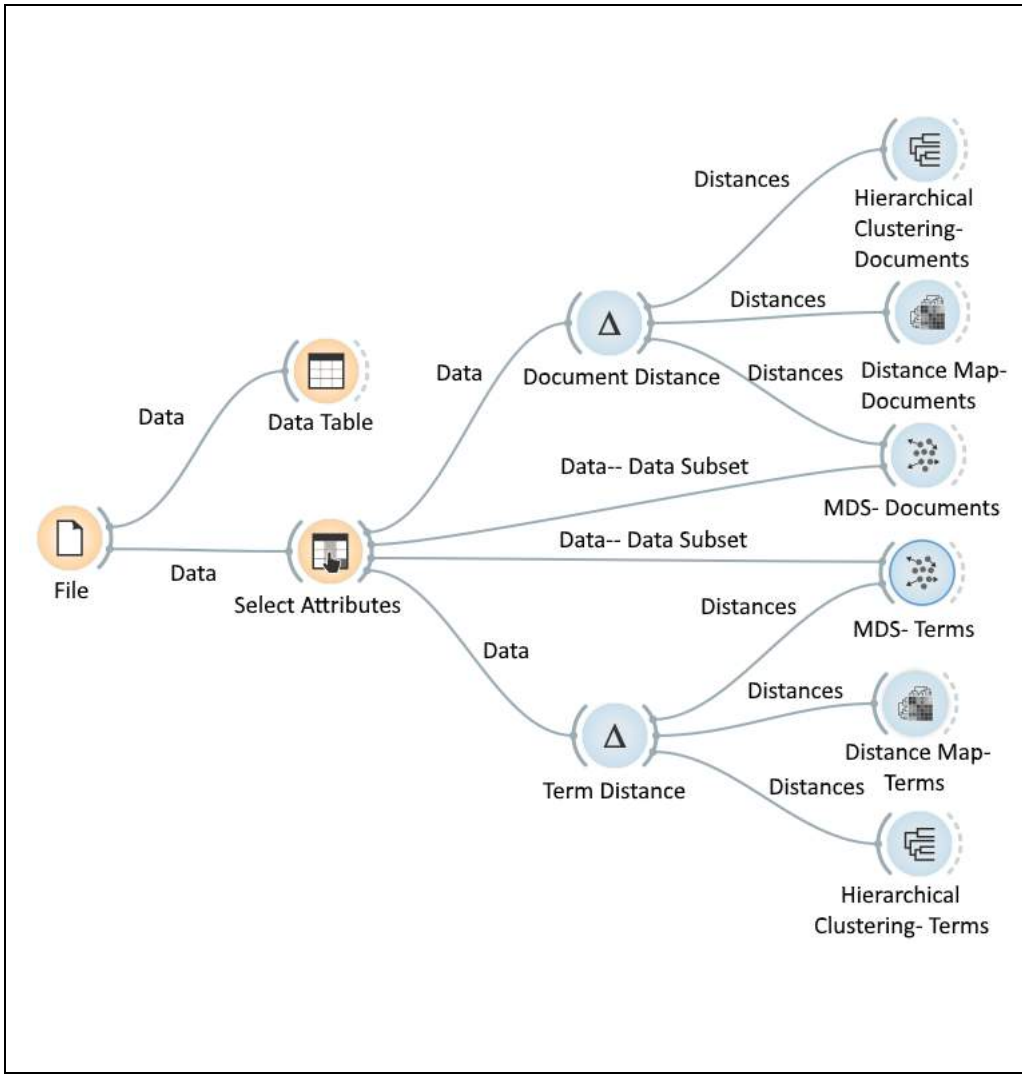 Distances
Hierarchical
Clustering-
Documents
Distances
Data
Document Distance
Distances
Distance Map-
Documents
Data
Data Table
Data-- Data Subset
MDS- Documents
File
Data
Select Attributes
Data-- Data Subset
Distances
MDS- Terms
Data
Distances
Term Distance
Distance Map-
Terms
Distances
Hierarchical
Clustering- Terms